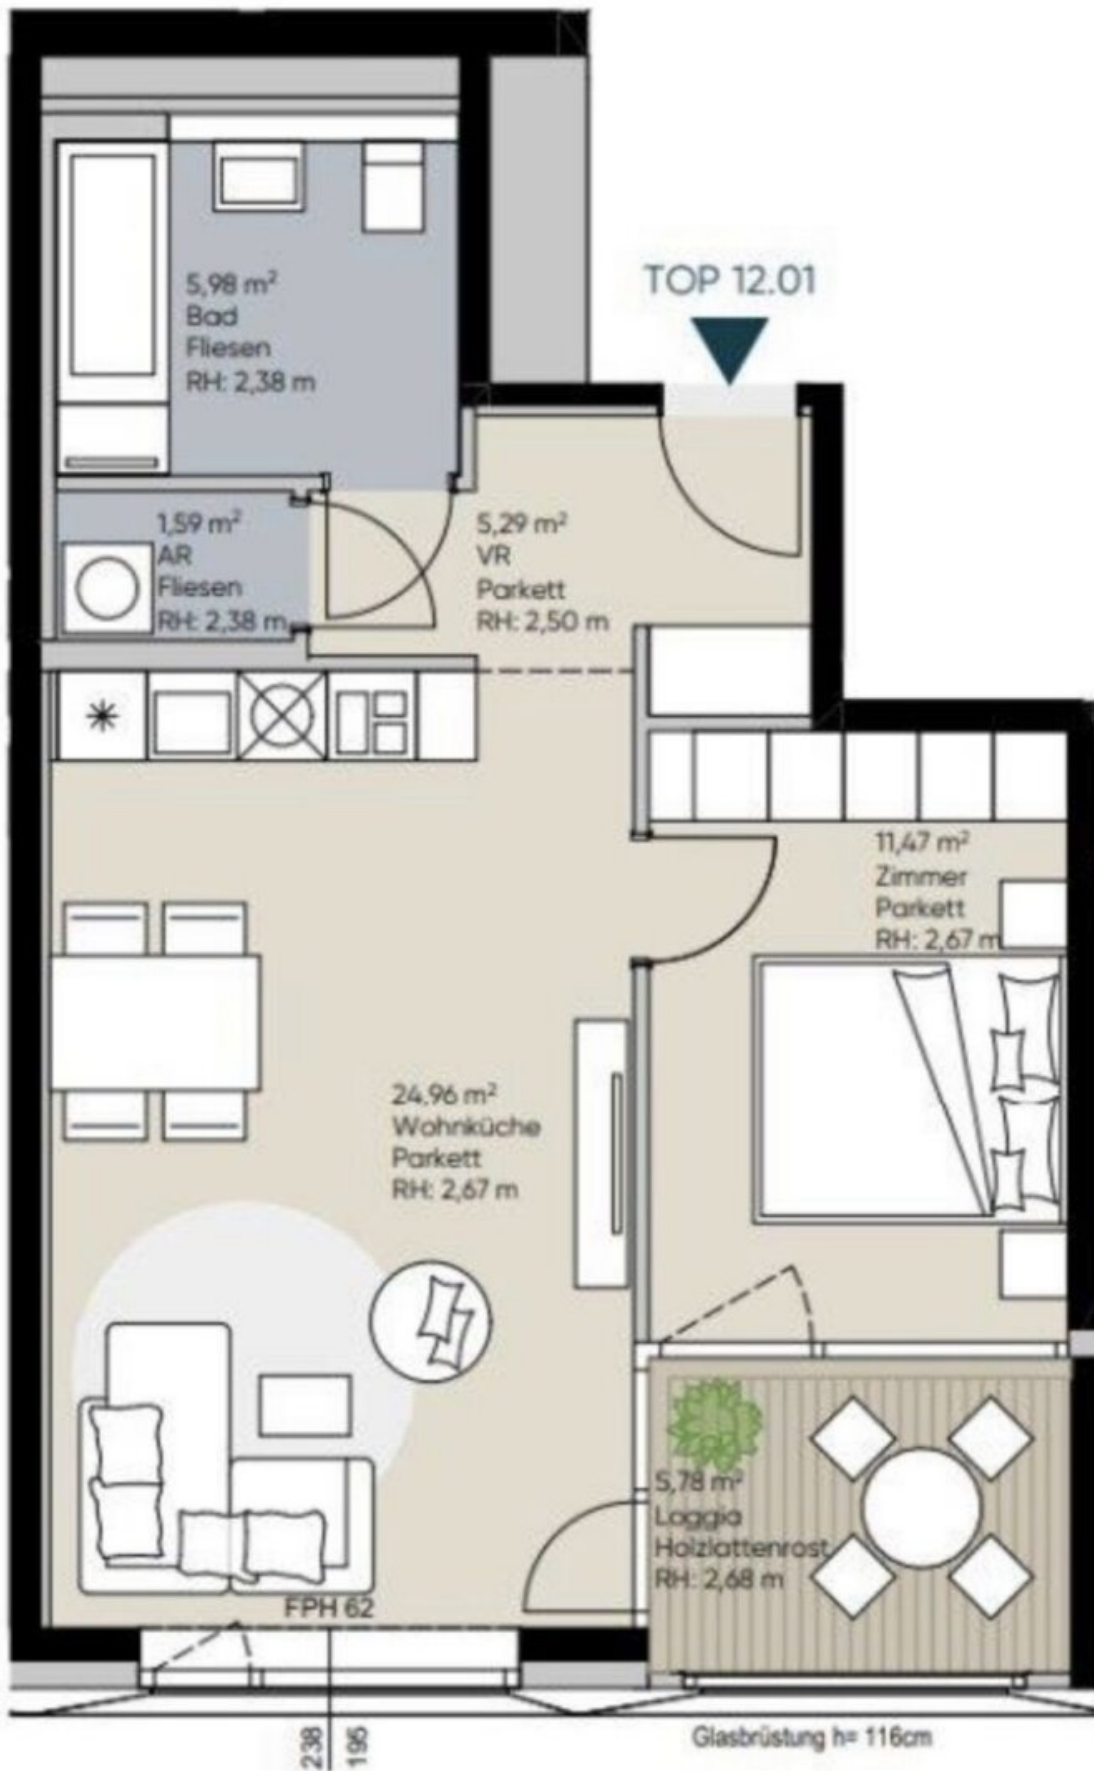 TOP 12.01
5,98 m²
Bad
Fliesen
RH: 2,38 m
1,59 m²
AR
Fliesen
RH: 2,38 m
5,29 m²
VR
Parkett
RH: 2,50 m
11,47 m²
Zimmer
Parkett
RH: 2,67 m
24.96 m²
Wohnküche
Parkett
RH: 2,67 m
5,78 m²
Loggia
Holzlattenrost
RH: 2,68 m
FPH 62
238
195
Glasbrüstung h= 116cm